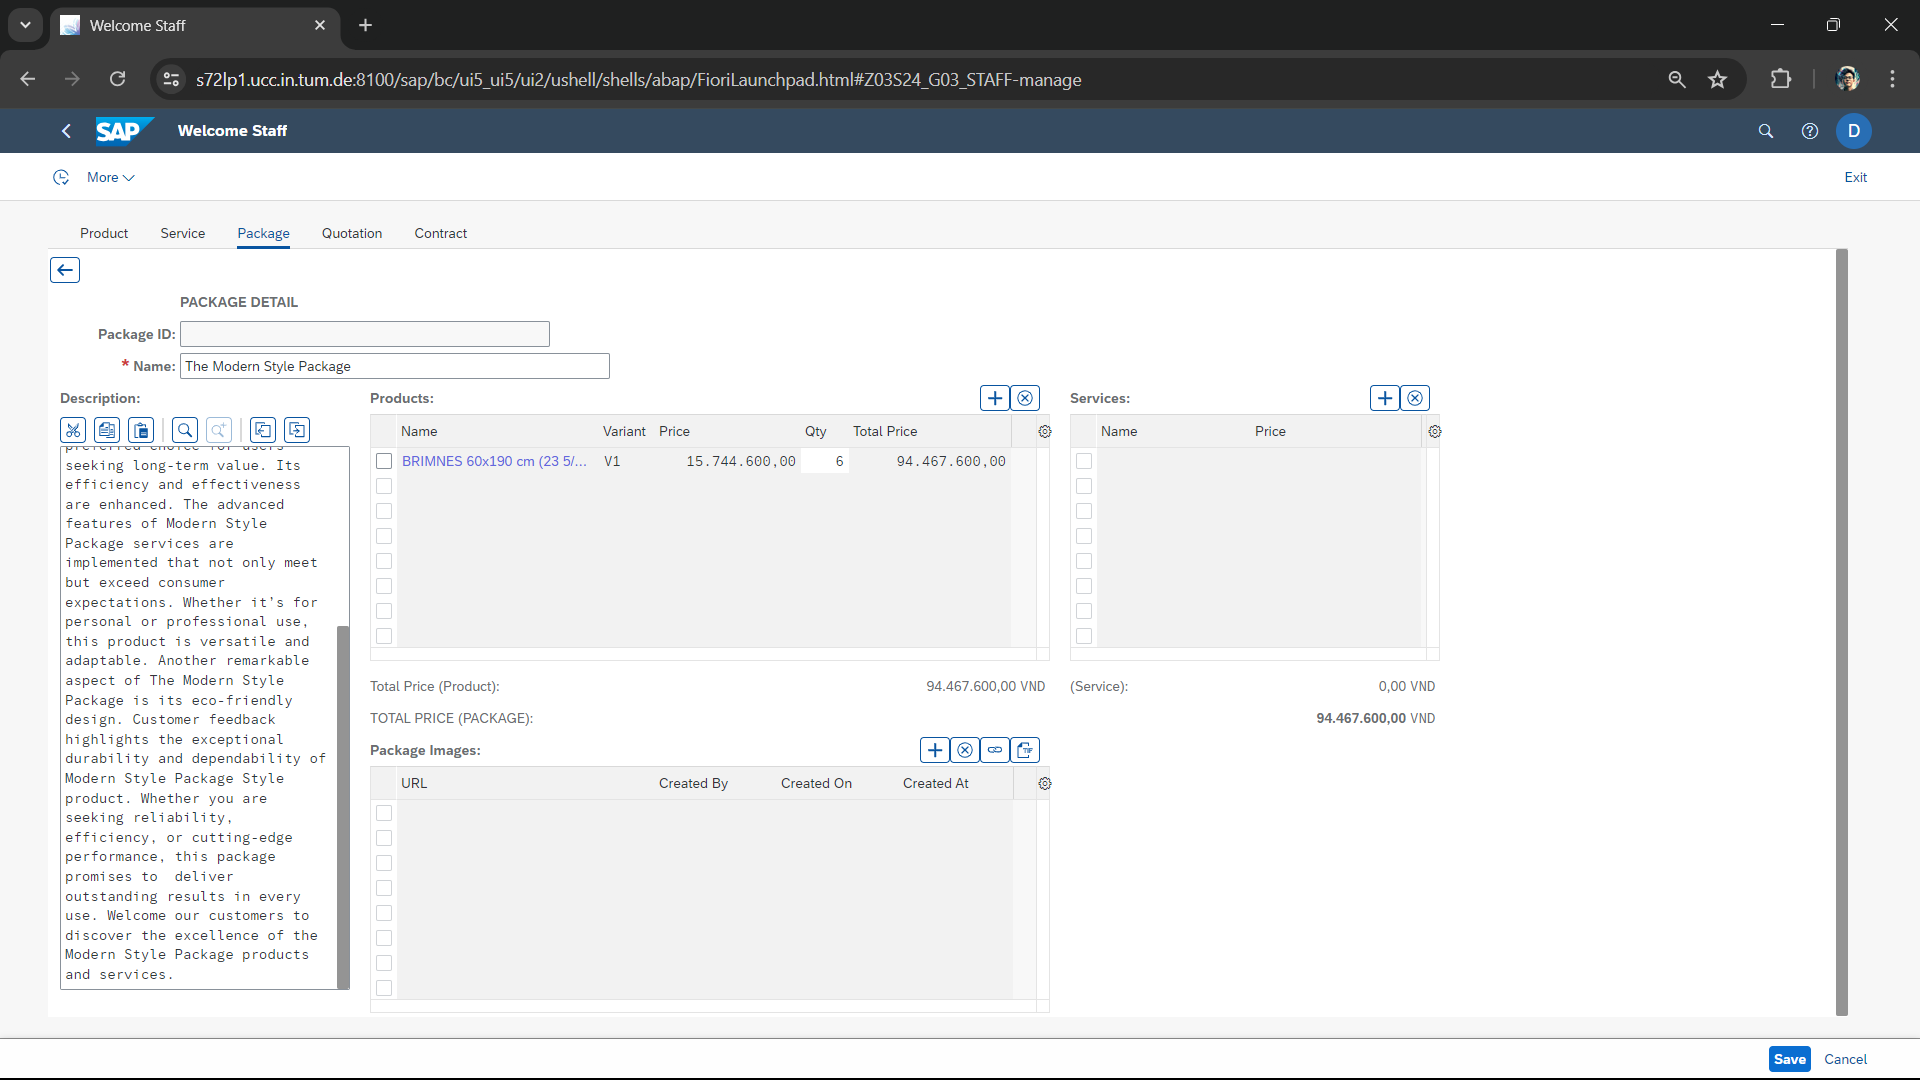 Welcome Staff
s72lp1.ucc.in.tum.de:8100/sap/bc/ui5_ui5/ui2/ushell/shells/abap/FioriLaunchpad.html#Z03S24_G03_STAFF-manage
SAP Welcome Staff D
More Exit
Product Service Package Quotation Contract
PACKAGE DETAIL
Package ID:
* Name: The Modern Style Package
Description: Products: Services:
Name Variant Price Qty Total Price Name Price
BRIMNES 60x190 cm (23 5/... V1 15.744.600,00 6 94.467.600,00
seeking long-term value. Its
efficiency and effectiveness
are enhanced. The advanced
features of Modern Style
Package services are
implemented that not only meet
but exceed consumer
expectations. Whether it’s for
personal or professional use,
this product is versatile and
adaptable. Another remarkable
aspect of The Modern Style
Package is its eco-friendly
design. Customer feedback
highlights the exceptional
durability and dependability of
Modern Style Package Style
product. Whether you are
seeking reliability,
efficiency, or cutting-edge
performance, this package
promises to  deliver
outstanding results in every
use. Welcome our customers to
discover the excellence of the
Modern Style Package products
and services.
Total Price (Product): 94.467.600,00 VND (Service): 0,00 VND
TOTAL PRICE (PACKAGE): 94.467.600,00 VND
Package Images:
URL Created By Created On Created At
Save Cancel